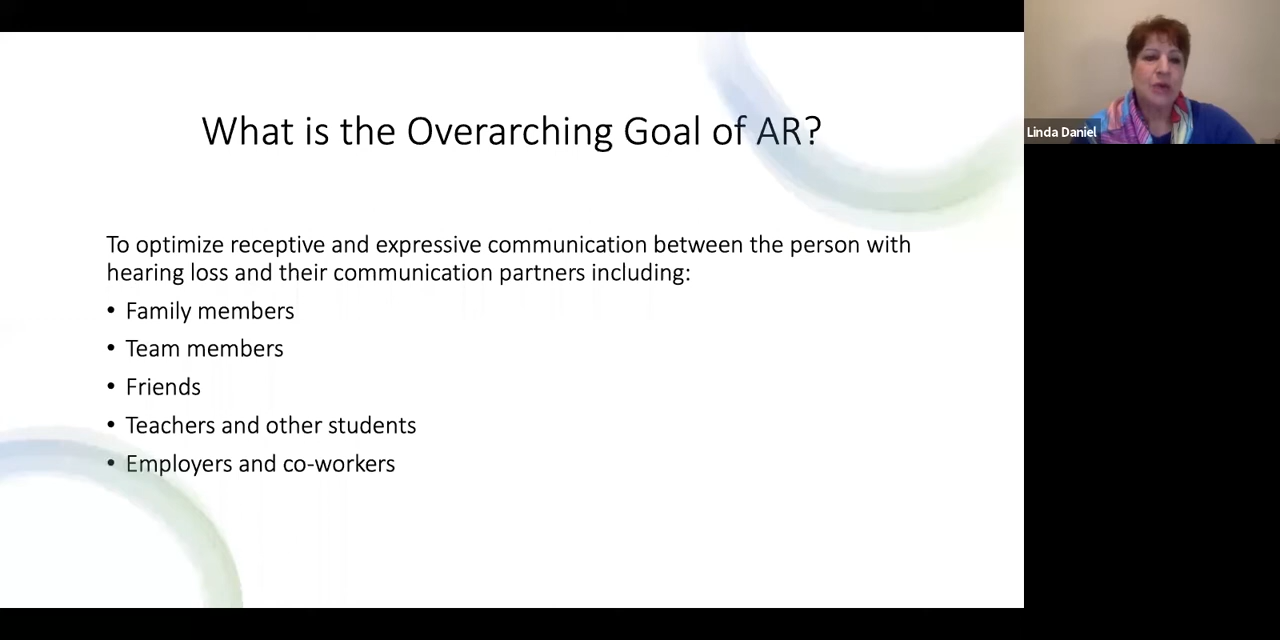 What is the Overarching Goal of AR?
To optimize receptive and expressive communication between the person with
hearing loss and their communication partners including:
• Family members
• Team members
• Friends
• Teachers and other students
• Employers and co-workers
Linda Daniel